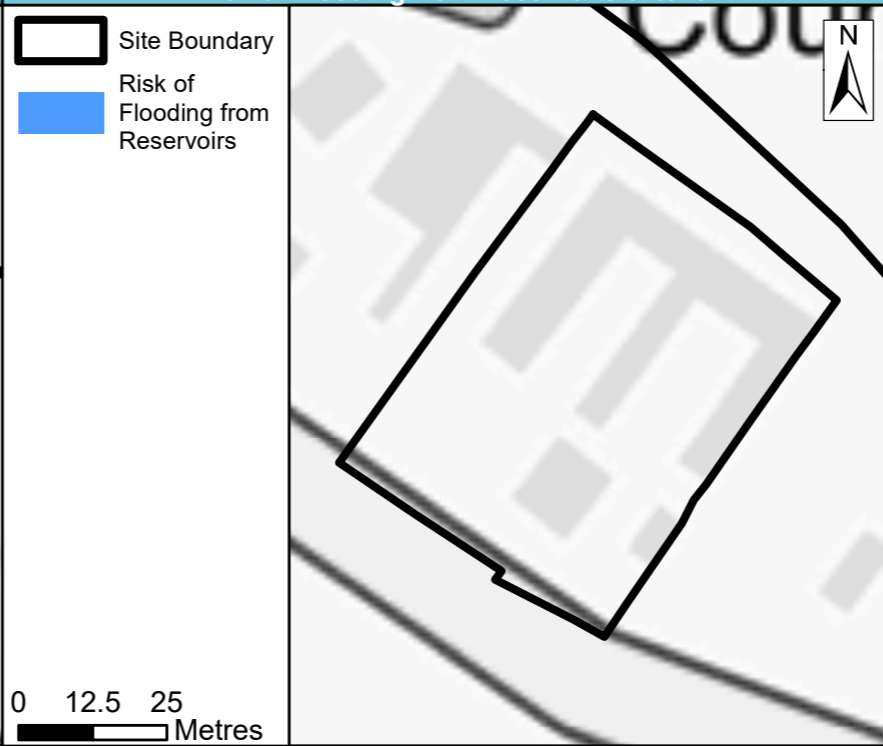 Site Boundary
Risk of
Flooding from
Reservoirs
N
0 12.5 25
Metres